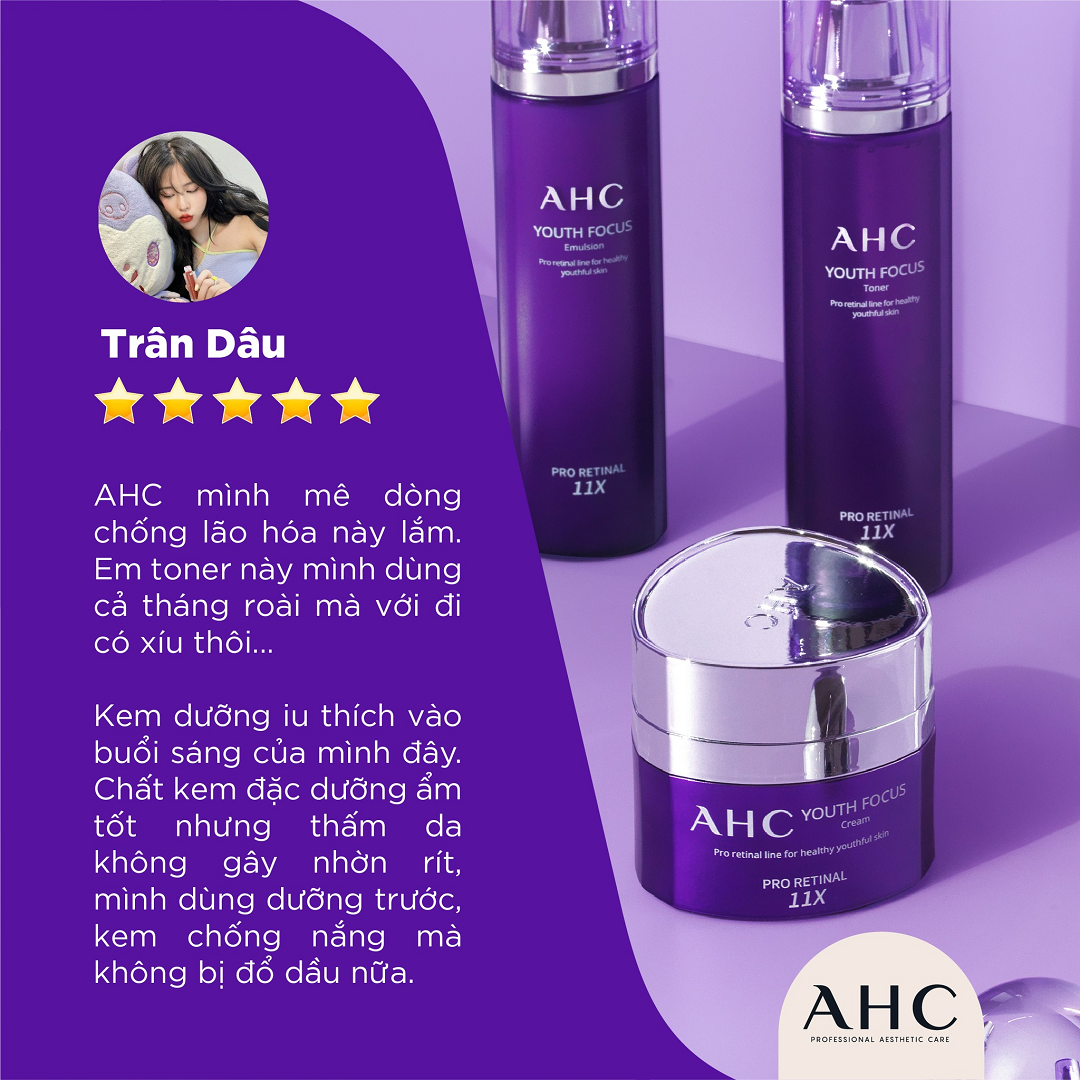 Trân Dâu
AHC mình mê dòng
chống lão hóa này lắm.
Em toner này mình dùng
cả tháng roài mà với đi
có xíu thôi...
Kem dưỡng iu thích vào
buổi sáng của mình đây.
Chất kem đặc dưỡng ẩm
tốt nhưng thấm da
không gây nhờn rít,
mình dùng dưỡng trước,
kem chống nắng mà
không bị đổ dầu nữa.
AHC
YOUTH FOCUS
Emulsion
Pro retinal line for healthy
youthful skin
PRO RETINAL
11X
AHC
YOUTH FOCUS
Toner
Pro retinal line for healthy
youthful skin
PRO RETINAL
11X
AHC
AHC YOUTH FOCUS
Cream
Pro retinal line for healthy youthful skin
PRO RETINAL
11X
AHC
PROFESSIONAL AESTHETIC CARE